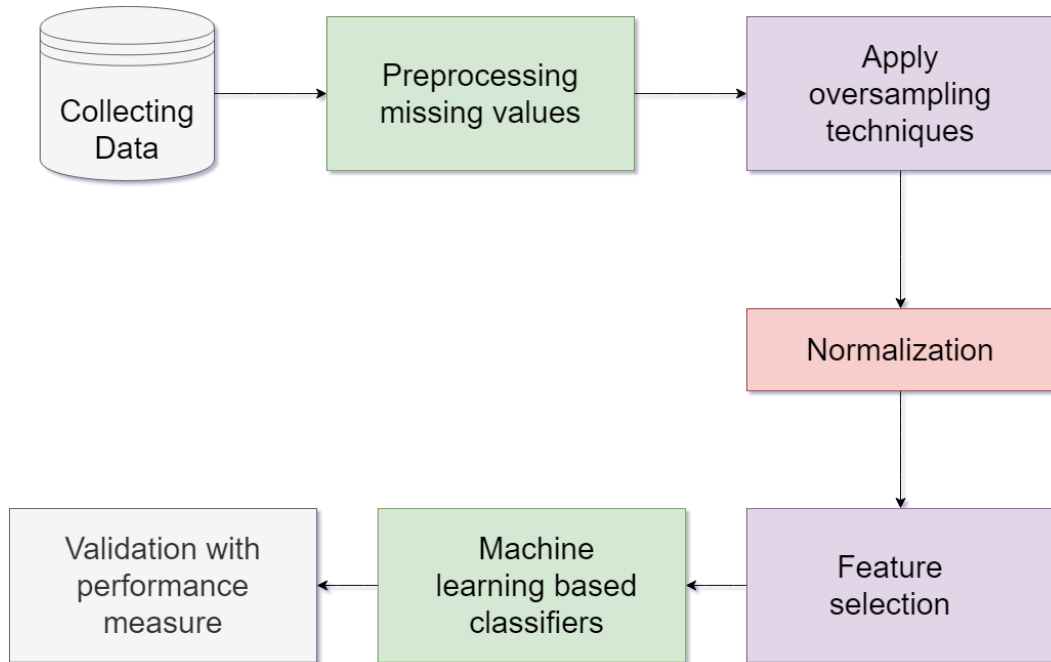 Collecting
Data
Preprocessing
missing values
Apply
oversampling
techniques
Normalization
Feature
selection
Machine
learning based
classifiers
Validation with
performance
measure